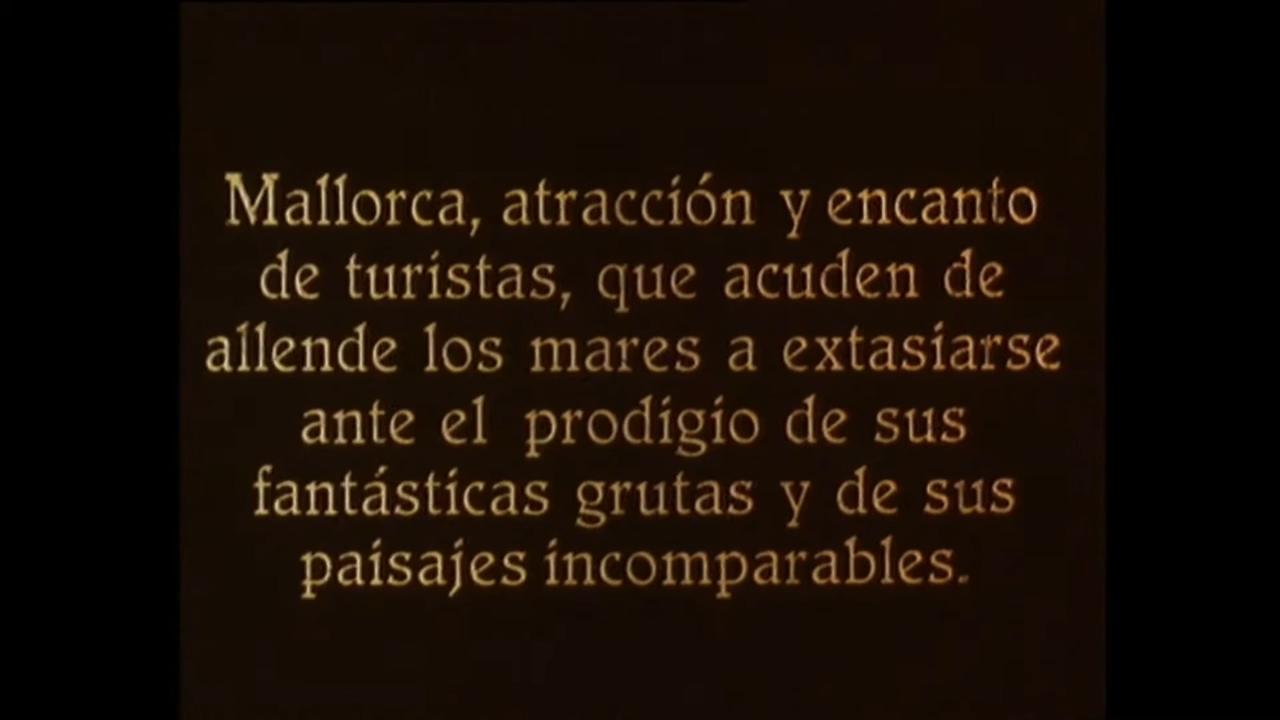 Mallorca, atracción y encanto
de turistas, que acuden de
allende los mares a extasiarse
ante el prodigio de sus
fantásticas grutas y de sus
paisajes incomparables.